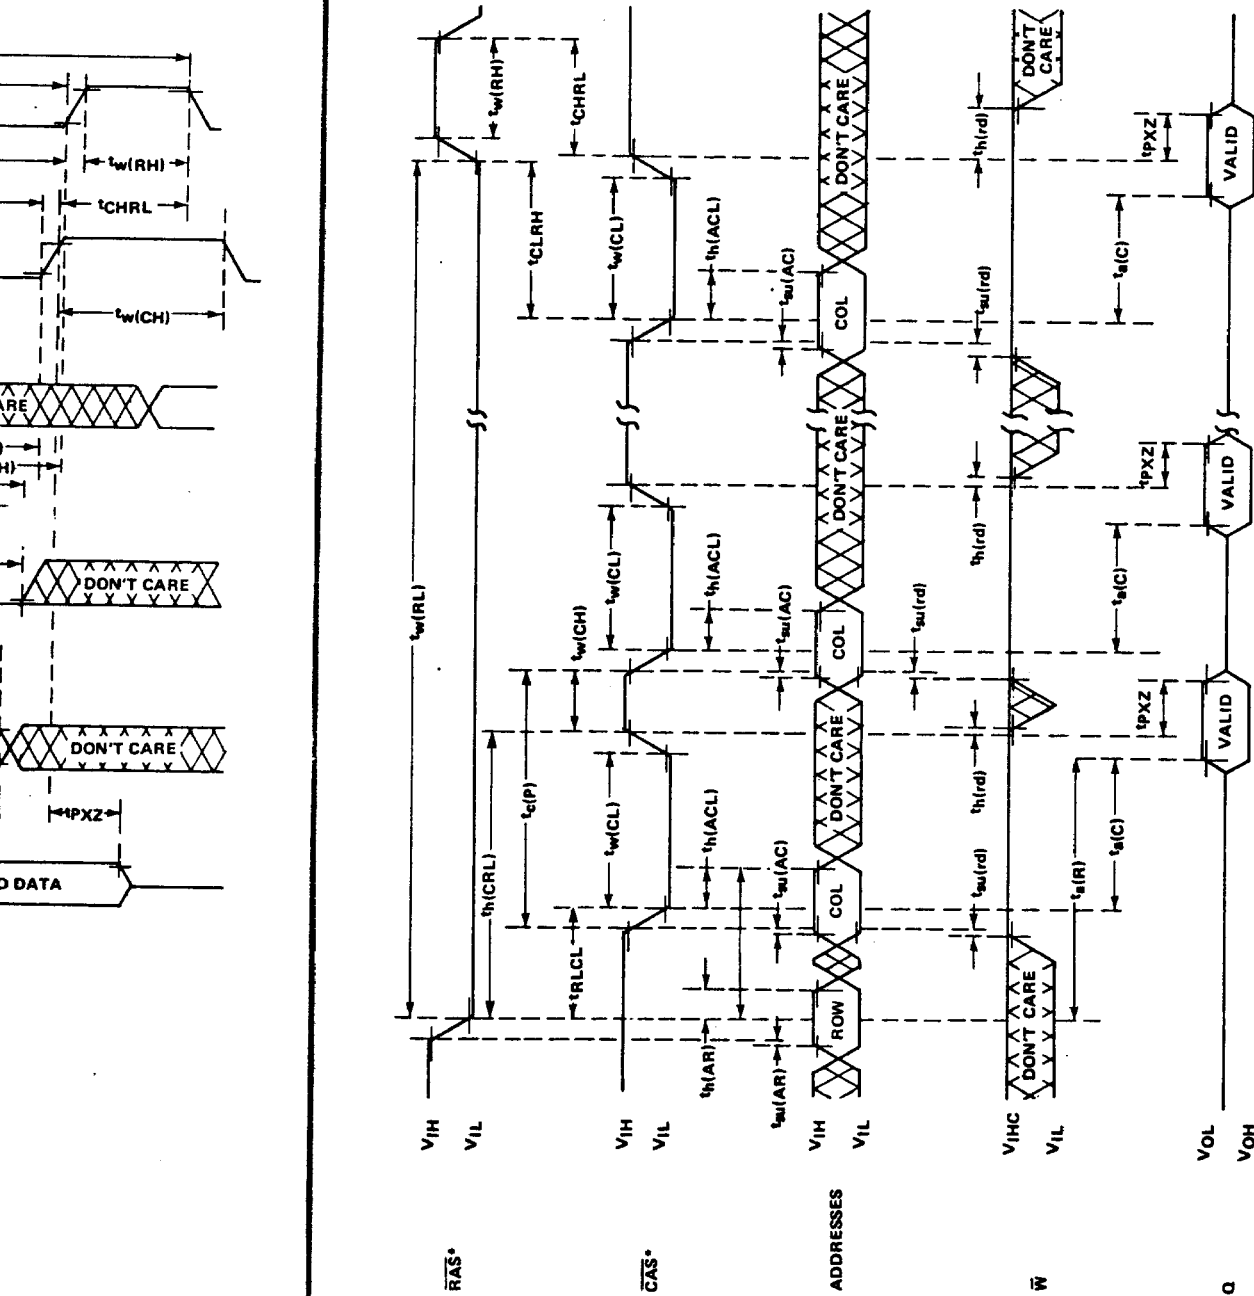 tw(RH)
tCHRL
tw(CH)
ARE
H)
DON'T CARE
DON'T CARE
tPXZ
D DATA
RAS*
VIH
VIL
tw(RL)
th(CRL)
tCLRH
tw(RH)
tCHRL
CAS*
VIH
VIL
tRLCL
tc(P)
tw(CH)
tw(CL)
tw(CL)
tw(CL)
ADDRESSES
VIH
VIL
th(AR)
tsu(AR)
th(ACL)
tsu(AC)
th(ACL)
tsu(AC)
th(ACL)
tsu(AC)
ROW
COL
DON'T CARE
COL
DON'T CARE
COL
DON'T CARE
W
VIHC
VIL
DON'T CARE
tsu(rd)
th(rd)
tsu(rd)
th(rd)
tsu(rd)
th(rd)
DON'T
CARE
Q
VOL
VOH
ta(R)
ta(C)
tPXZ
VALID
ta(C)
tPXZ
VALID
ta(C)
tPXZ
VALID